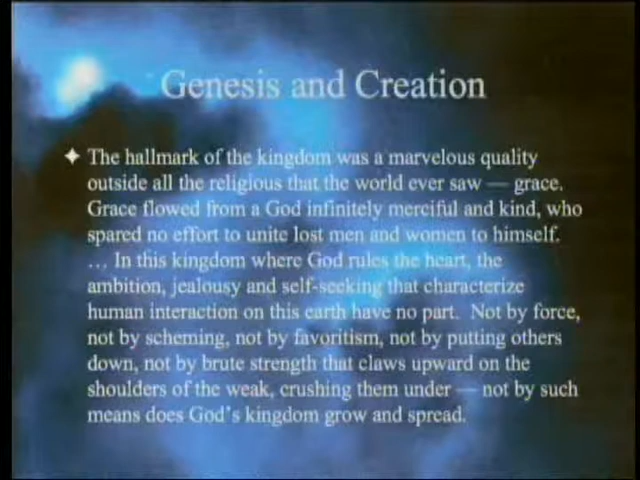 Genesis and Creation
The hallmark of the kingdom was a marvelous quality
outside all the religious that the world ever saw — grace.
Grace flowed from a God infinitely merciful and kind, who
spared no effort to unite lost men and women to himself.
… In this kingdom where God rules the heart, the
ambition, jealousy and self-seeking that characterize
human interaction on this earth have no part. Not by force,
not by scheming, not by favoritism, not by putting others
down, not by brute strength that claws upward on the
shoulders of the weak, crushing them under — not by such
means does God's kingdom grow and spread.